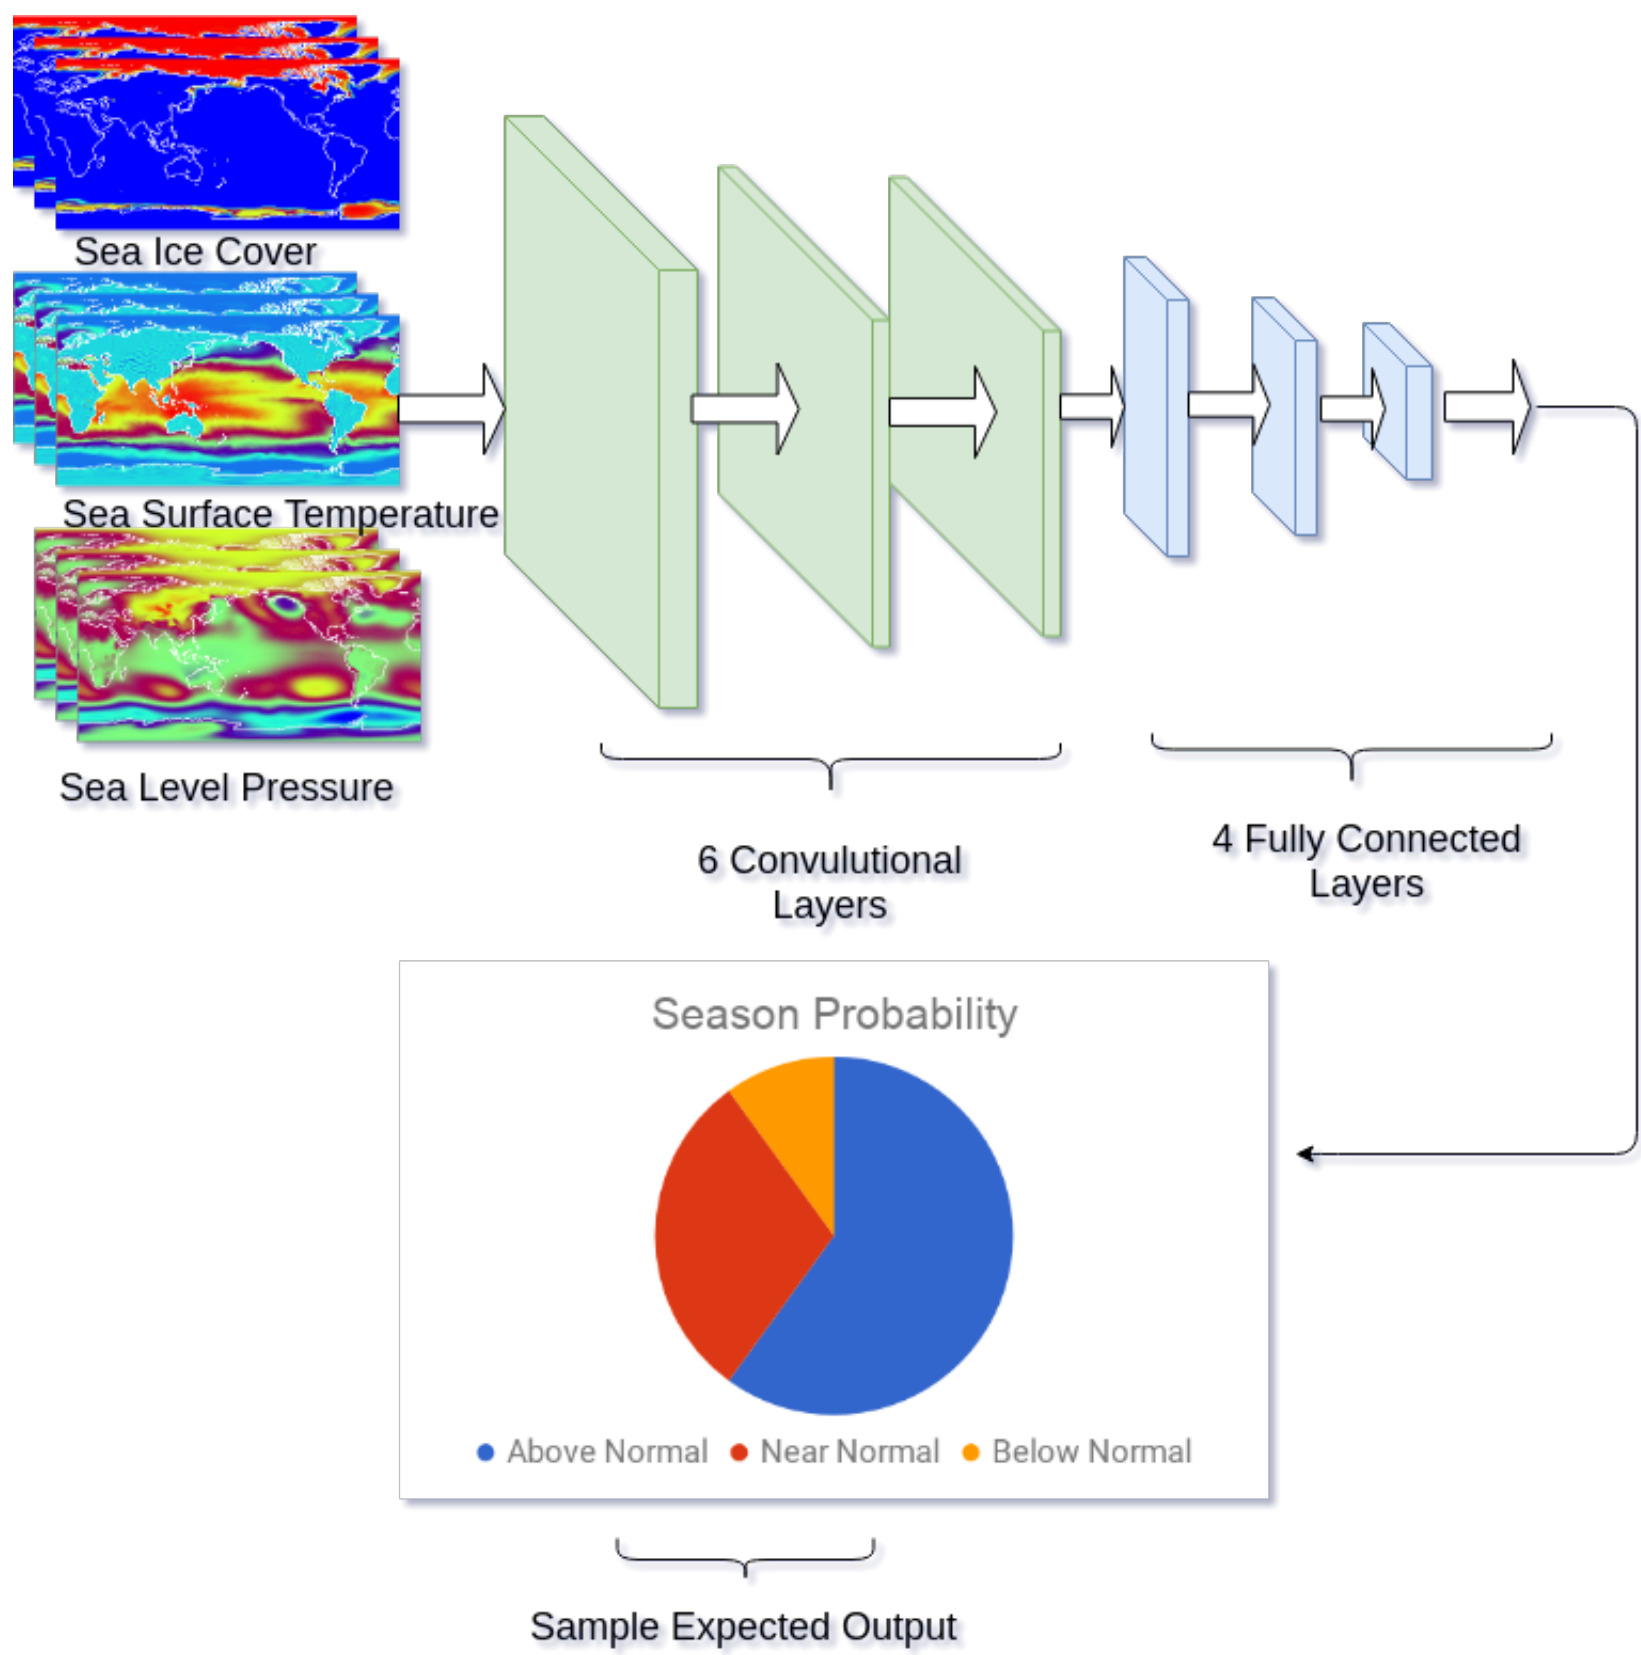 Sea Ice Cover
Sea Surface Temperature
Sea Level Pressure
6 Convulutional
Layers
4 Fully Connected
Layers
Season Probability
Above Normal Near Normal Below Normal
Sample Expected Output